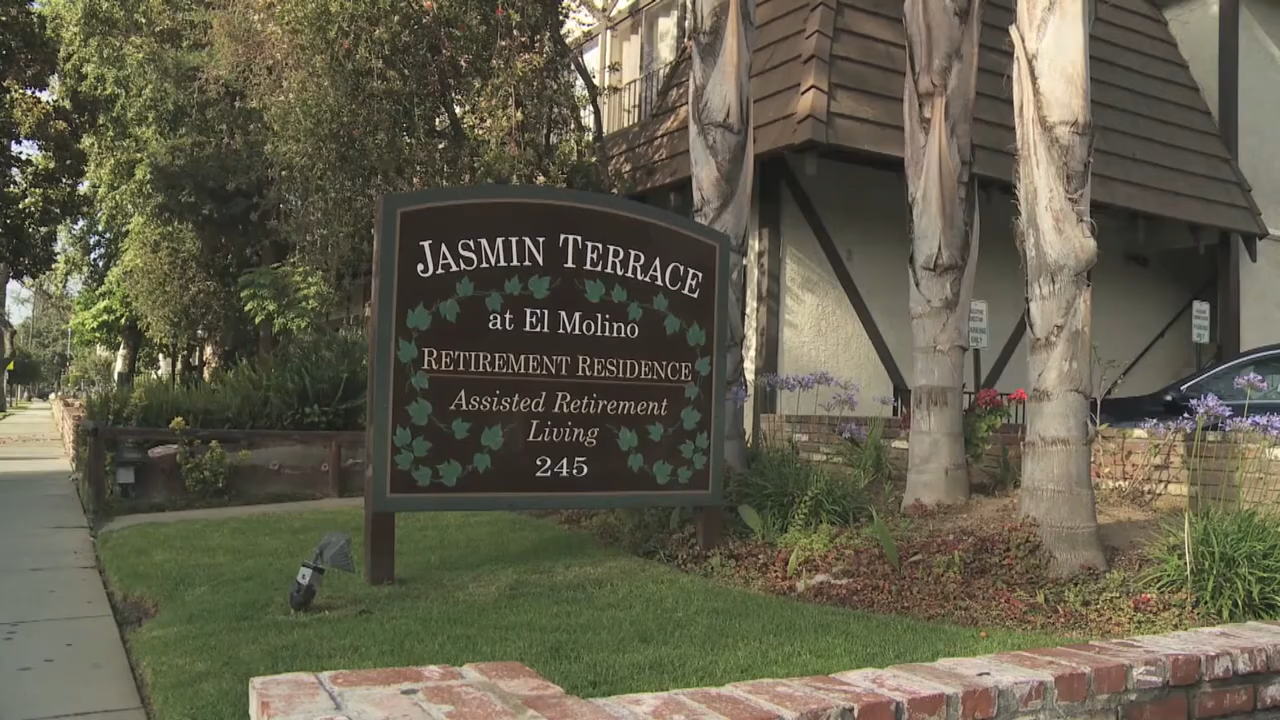 JASMIN TERRACE
at El Molino
RETIREMENT RESIDENCE
Assisted Retirement
Living
245